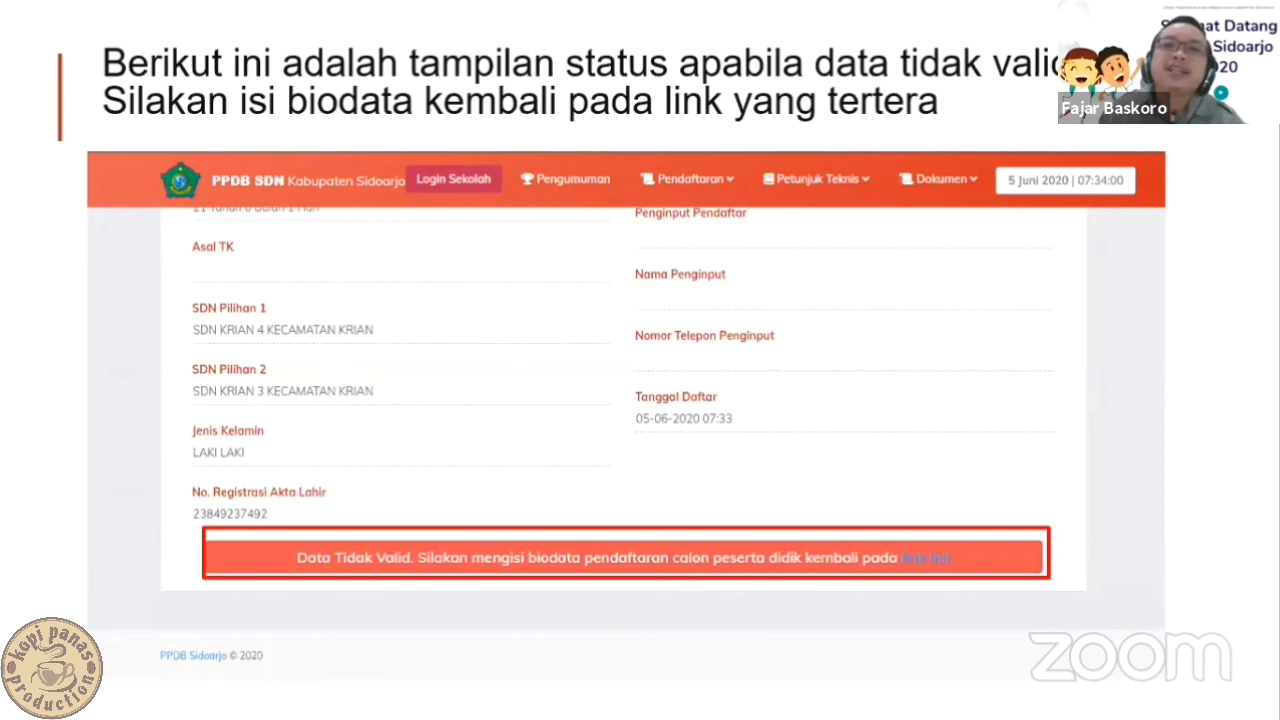 Berikut ini adalah tampilan status apabila data tidak valid
Silakan isi biodata kembali pada link yang tertera
Datang
Sidoarjo
Fajar Baskoro
PPDB SDN Kabupaten Sidoarjo
Login Sekolah
Pengumuman
Pendaftaran
Petunjuk Teknis
Dokumen
5 Juni 2020 | 07:34:00
Asal TK
SDN Pilihan 1
SDN KRIAN 4 KECAMATAN KRIAN
SDN Pilihan 2
SDN KRIAN 3 KECAMATAN KRIAN
Jenis Kelamin
LAKI LAKI
No. Registrasi Akta Lahir
23849237492
Penginput Pendaftar
Nama Penginput
Nomor Telepon Penginput
Tanggal Daftar
05-06-2020 07:33
Data Tidak Valid. Silakan mengisi biodata pendaftaran calon peserta didik kembali pada link ini!
PPDB Sidoarjo © 2020
kopi panas
production
zoom